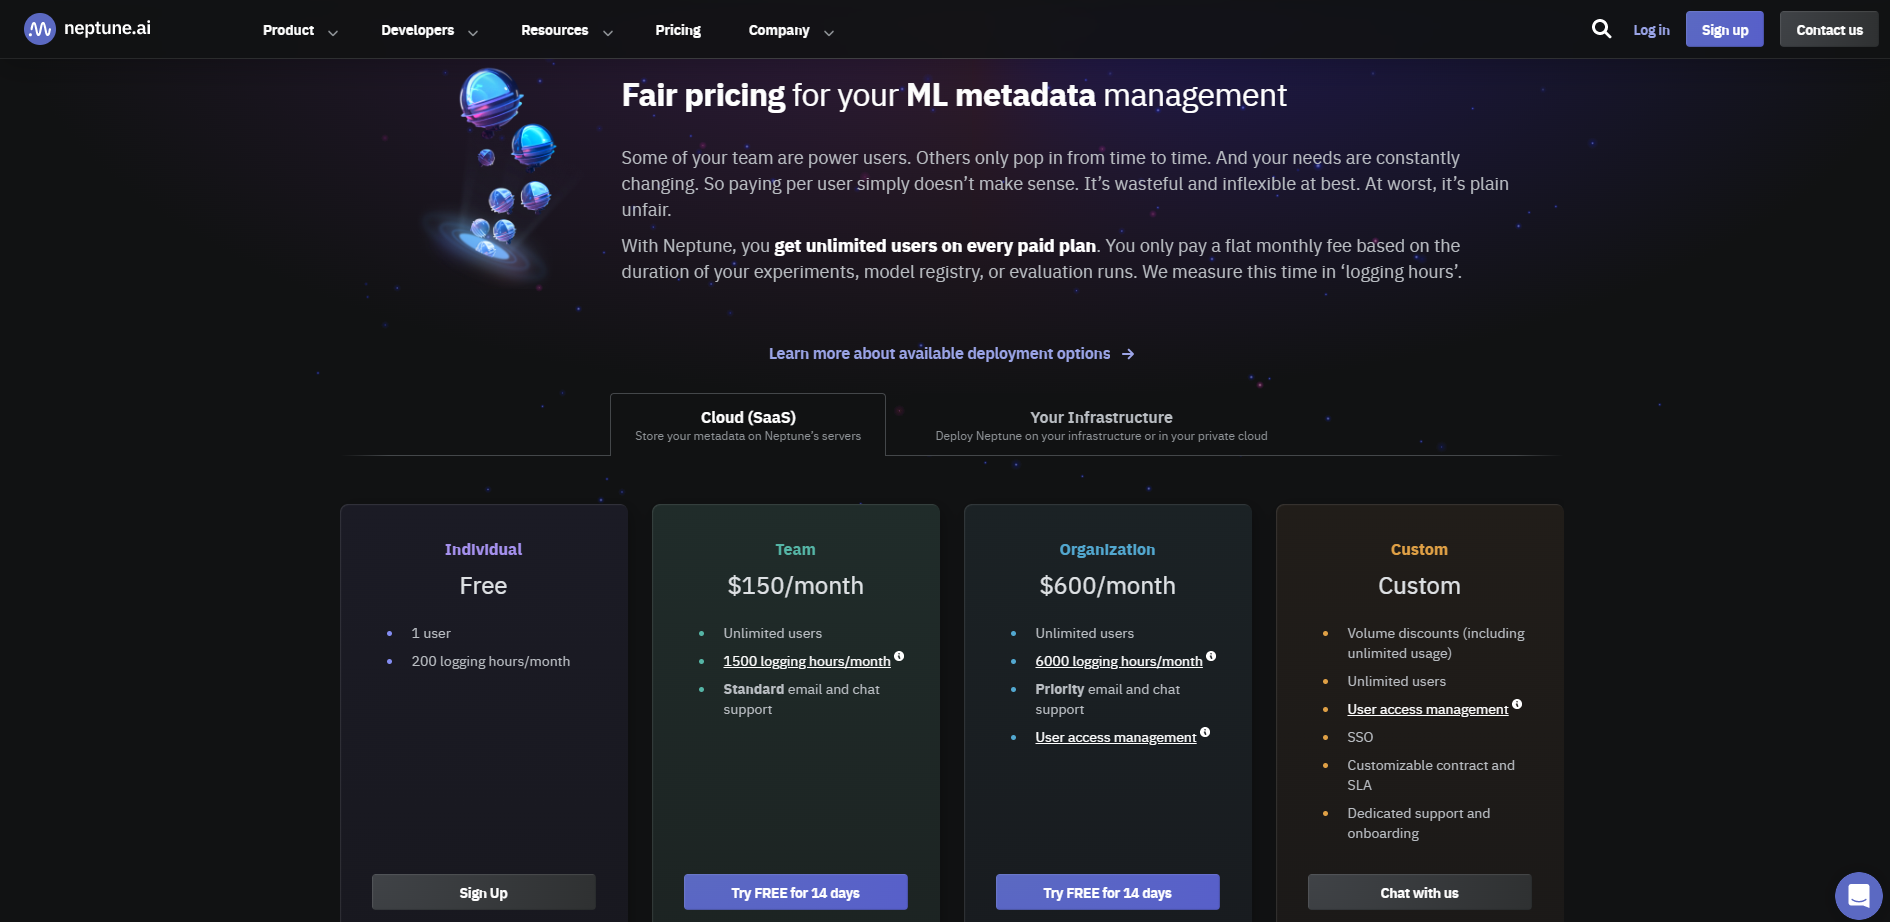 neptune.ai
Product
Developers
Resources
Pricing
Company
Log in
Sign up
Contact us
Fair pricing for your ML metadata management
Some of your team are power users. Others only pop in from time to time. And your needs are constantly
changing. So paying per user simply doesn’t make sense. It’s wasteful and inflexible at best. At worst, it’s plain
unfair.
With Neptune, you get unlimited users on every paid plan. You only pay a flat monthly fee based on the
duration of your experiments, model registry, or evaluation runs. We measure this time in ‘logging hours’.
Learn more about available deployment options →
Cloud (SaaS)
Store your metadata on Neptune’s servers
Your Infrastructure
Deploy Neptune on your infrastructure or in your private cloud
Individual
Free
1 user
200 logging hours/month
Sign Up
Team
$150/month
Unlimited users
1500 logging hours/month
Standard email and chat
support
Try FREE for 14 days
Organization
$600/month
Unlimited users
6000 logging hours/month
Priority email and chat
support
User access management
Try FREE for 14 days
Custom
Custom
Volume discounts (including
unlimited usage)
Unlimited users
User access management
SSO
Customizable contract and
SLA
Dedicated support and
onboarding
Chat with us